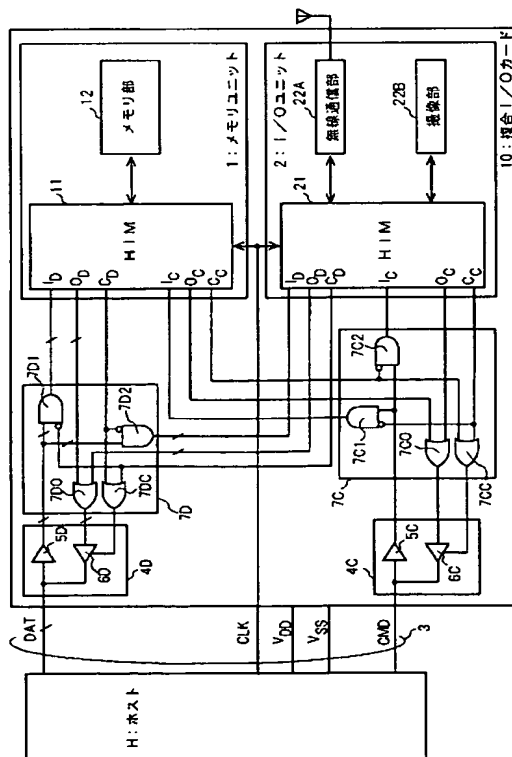 10：複合I/Oカード
1：メモリユニット
12
メモリ部
11
HIM
I_D
O_D
C_D
I_C
O_C
C_C
2：I/Oユニット
22A
無線通信部
22B
撮像部
21
HIM
I_D
O_D
C_D
I_C
O_C
C_C
7D1
7D2
7D0
7DC
7D
7C2
7C1
7C0
7CC
7C
5D
6D
4D
5C
6C
4C
DAT
CLK
V_DD
V_SS
CMD
3
H：ホスト